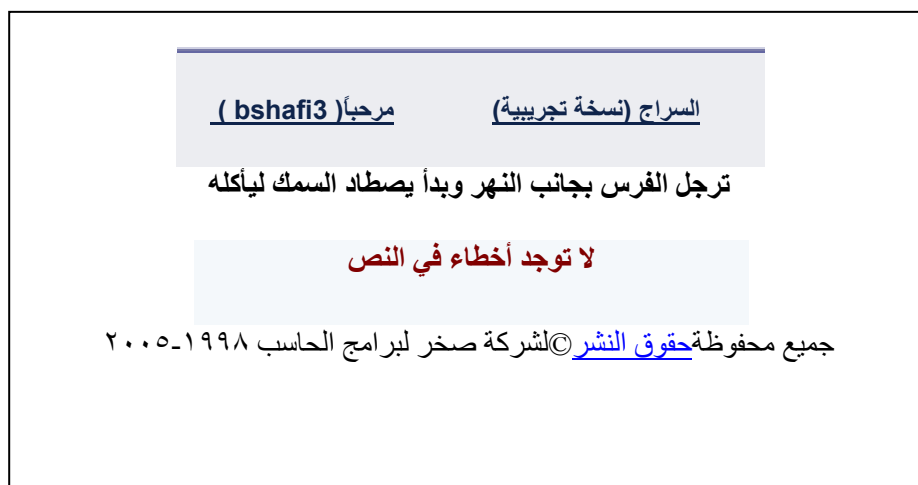 السراج (نسخة تجريبية) مرحباً( bshafi3 )
ترجل الفرس بجانب النهر وبدأ يصطاد السمك ليأكله
لا توجد أخطاء في النص
جميع محفوظةحقوق النشر©لشركة صخر لبرامج الحاسب ١٩٩٨-٢٠٠٥